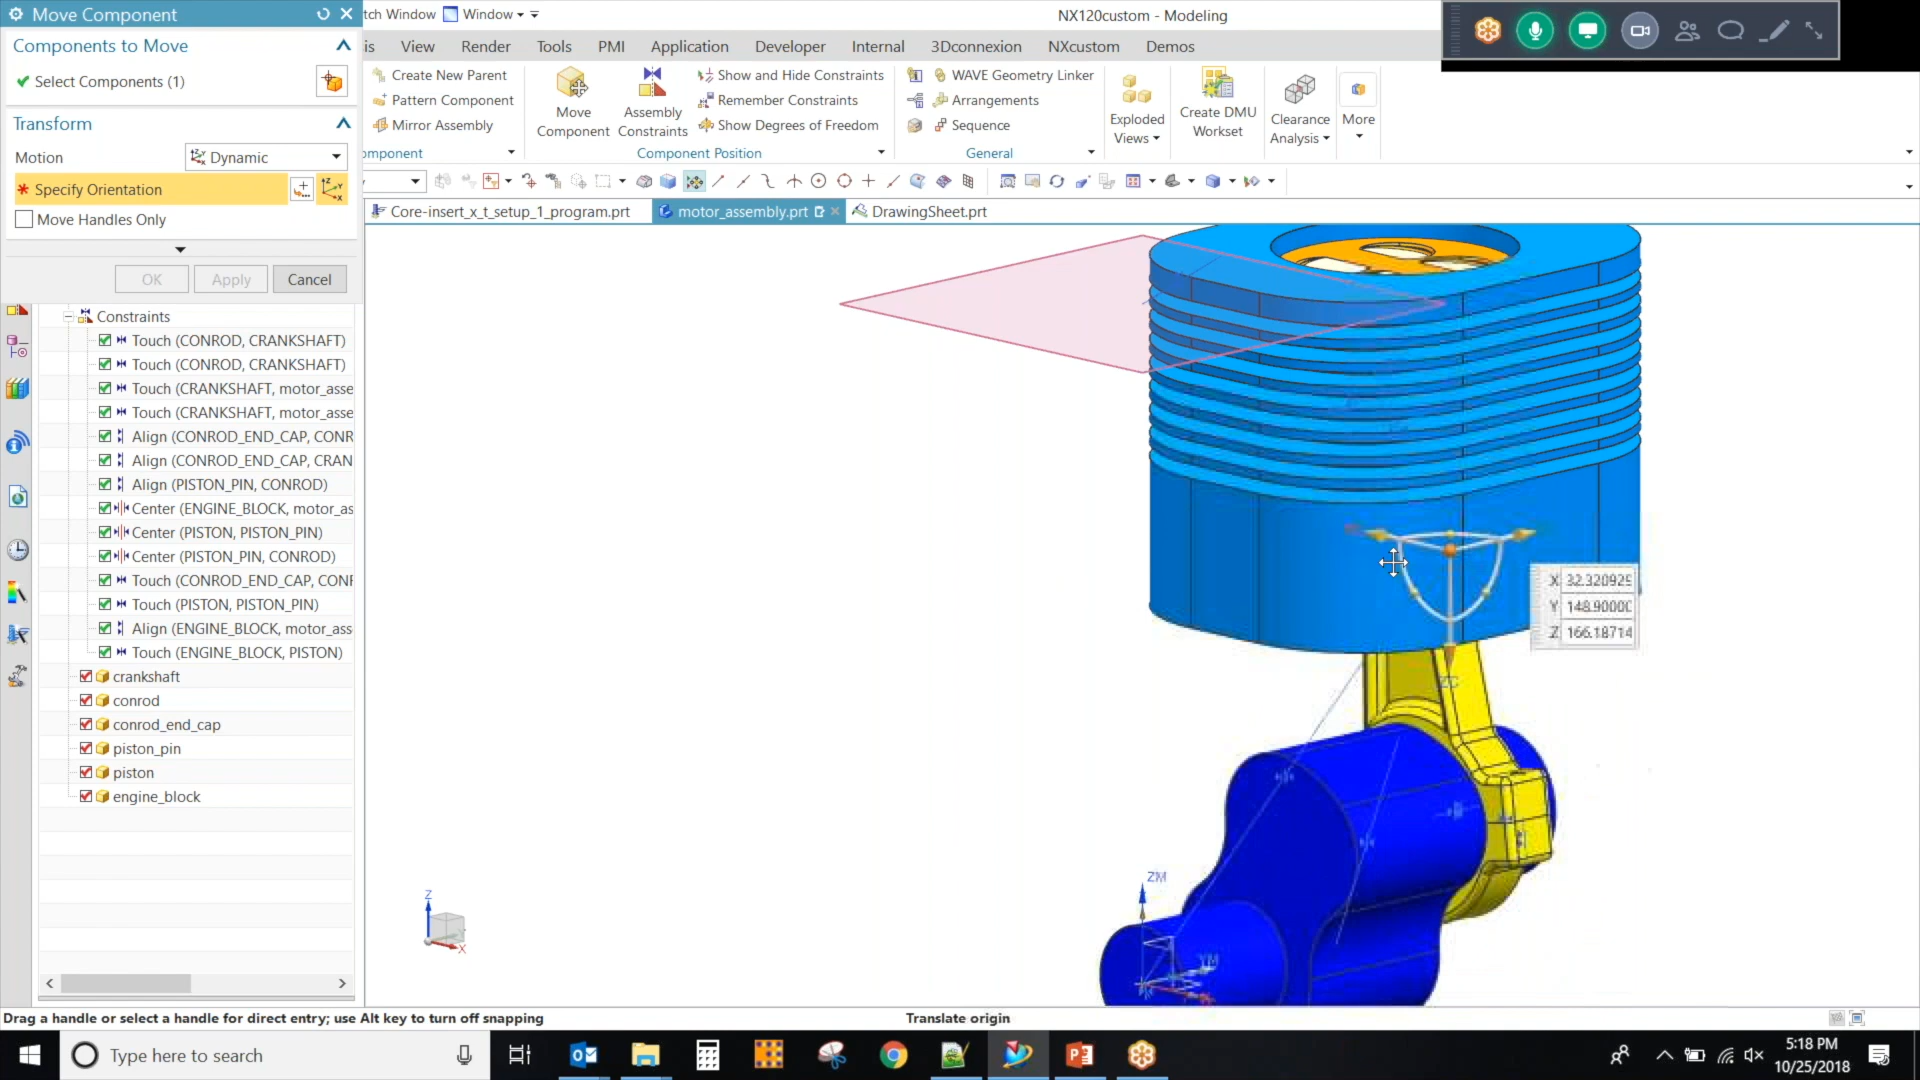 Move Component
tch Window
Window
NX120custom - Modeling
Components to Move
Select Components (1)
Transform
Motion
Dynamic
* Specify Orientation
Move Handles Only
OK
Apply
Cancel
is
View
Render
Tools
PMI
Application
Developer
Internal
3Dconnexion
NXcustom
Demos
Create New Parent
Pattern Component
Mirror Assembly
omponent
Move
Component
Assembly
Constraints
Show and Hide Constraints
Remember Constraints
Show Degrees of Freedom
Component Position
WAVE Geometry Linker
Arrangements
Sequence
General
Exploded
Views
Create DMU
Workset
Clearance
Analysis
More
Core-insert_x_t_setup_1_program.prt
motor_assembly.prt
DrawingSheet.prt
Constraints
Touch (CONROD, CRANKSHAFT)
Touch (CONROD, CRANKSHAFT)
Touch (CRANKSHAFT, motor_asse
Touch (CRANKSHAFT, motor_asse
Align (CONROD_END_CAP, CONR
Align (CONROD_END_CAP, CRAN
Align (PISTON_PIN, CONROD)
Center (ENGINE_BLOCK, motor_as
Center (PISTON, PISTON_PIN)
Center (PISTON_PIN, CONROD)
Touch (CONROD_END_CAP, CONF
Touch (PISTON, PISTON_PIN)
Align (ENGINE_BLOCK, motor_ass
Touch (ENGINE_BLOCK, PISTON)
crankshaft
conrod
conrod_end_cap
piston_pin
piston
engine_block
X 32.320925
Y 148.90000
Z 166.18714
ZC
ZM
YM
Z
X
Drag a handle or select a handle for direct entry; use Alt key to turn off snapping
Translate origin
Type here to search
5:18 PM
10/25/2018